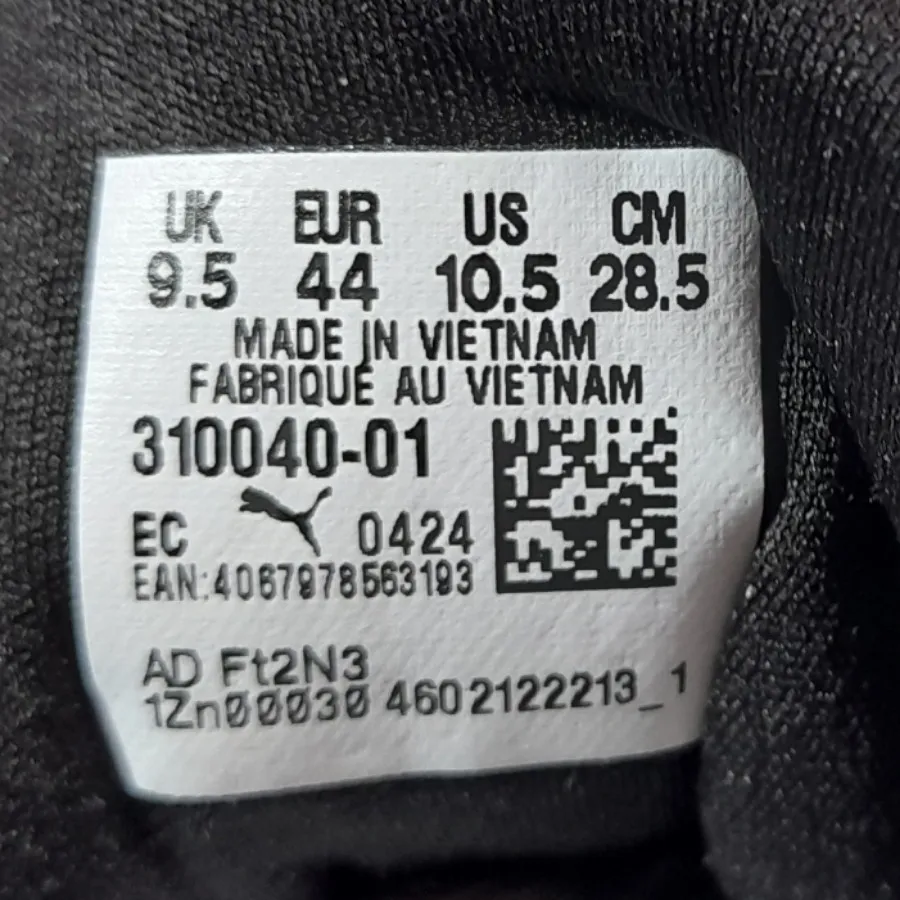 UK EUR US CM
9.5 44 10.5 28.5
MADE IN VIETNAM
FABRIQUE AU VIETNAM
310040-01
EC 0424
EAN:4067978563193
AD Ft2N3
1Zn00030 4602122213_1